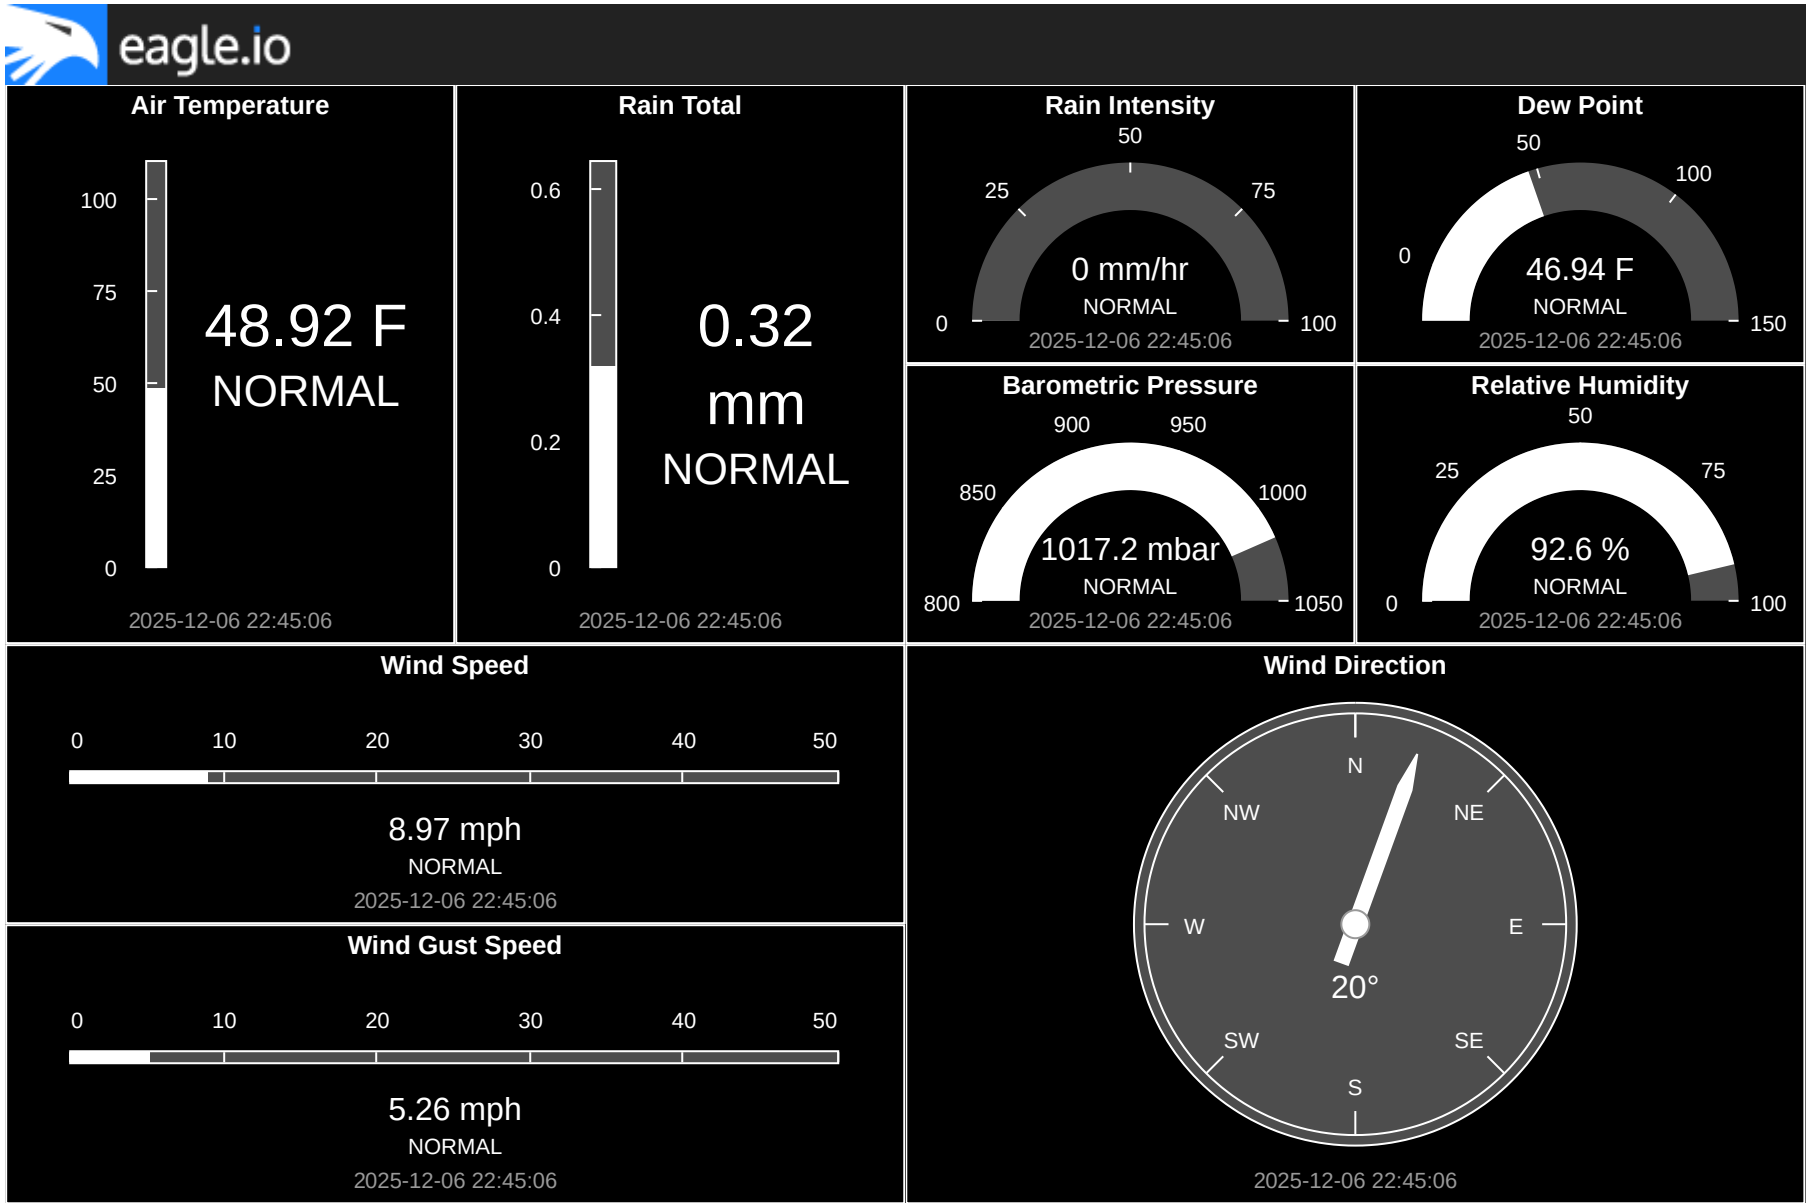 eagle.io
Air Temperature
100
75
50
25
0
48.92 F
NORMAL
2025-12-06 22:45:06
Rain Total
0.6
0.4
0.2
0
0.32
mm
NORMAL
2025-12-06 22:45:06
Rain Intensity
0
25
50
75
100
0 mm/hr
NORMAL
2025-12-06 22:45:06
Dew Point
0
50
100
150
46.94 F
NORMAL
2025-12-06 22:45:06
Barometric Pressure
800
850
900
950
1000
1050
1017.2 mbar
NORMAL
2025-12-06 22:45:06
Relative Humidity
0
25
50
75
100
92.6 %
NORMAL
2025-12-06 22:45:06
Wind Speed
0 10 20 30 40 50
8.97 mph
NORMAL
2025-12-06 22:45:06
Wind Gust Speed
0 10 20 30 40 50
5.26 mph
NORMAL
2025-12-06 22:45:06
Wind Direction
N
NW NE
W E
20°
SW SE
S
2025-12-06 22:45:06